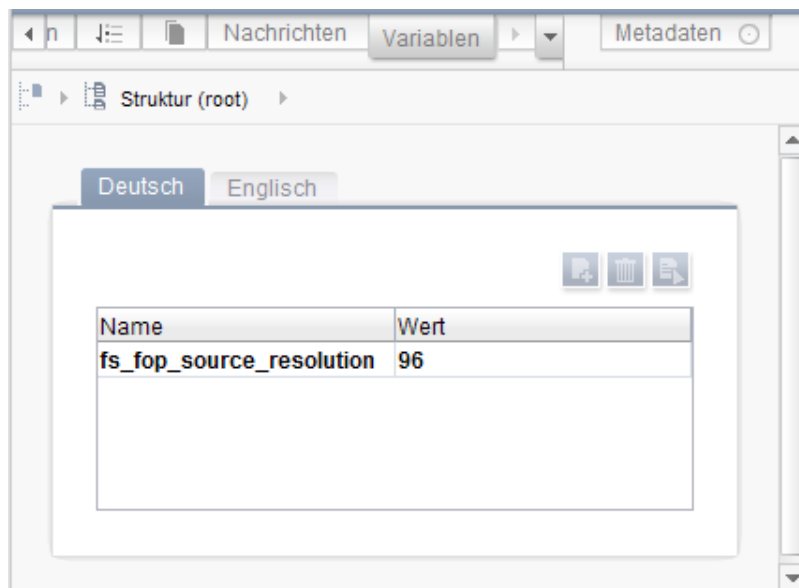 n
Nachrichten
Variablen
Metadaten
Struktur (root)
Deutsch
Englisch
Name
Wert
fs_fop_source_resolution
96